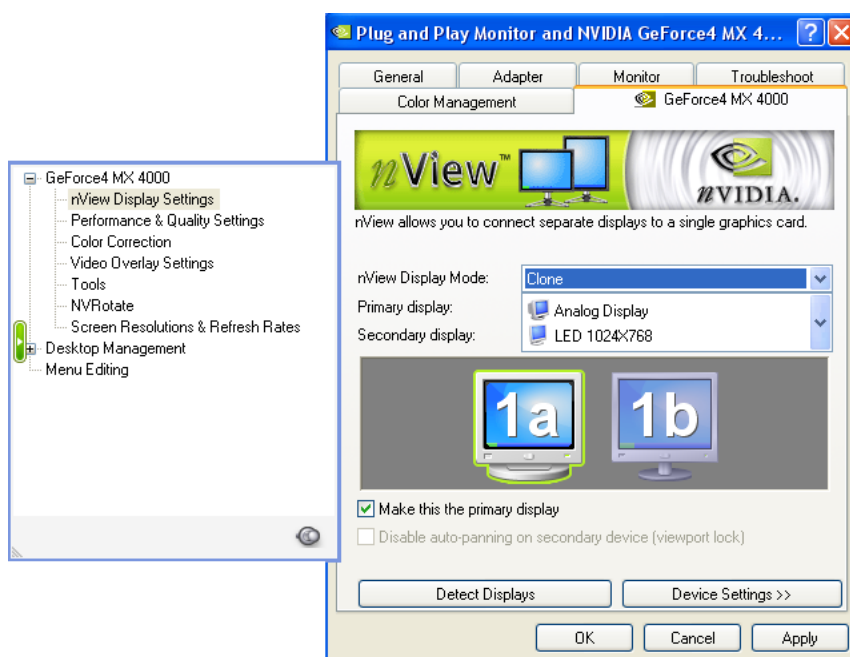 Plug and Play Monitor and NVIDIA GeForce4 MX 4...
General Adapter Monitor Troubleshoot
Color Management GeForce4 MX 4000
nView™ nVIDIA.
nView allows you to connect separate displays to a single graphics card.
nView Display Mode: Clone
Primary display: Analog Display
Secondary display: LED 1024X768
1a 1b
Make this the primary display
Disable auto-panning on secondary device (viewport lock)
Detect Displays Device Settings >>
OK Cancel Apply
GeForce4 MX 4000
nView Display Settings
Performance & Quality Settings
Color Correction
Video Overlay Settings
Tools
NVRotate
Screen Resolutions & Refresh Rates
Desktop Management
Menu Editing